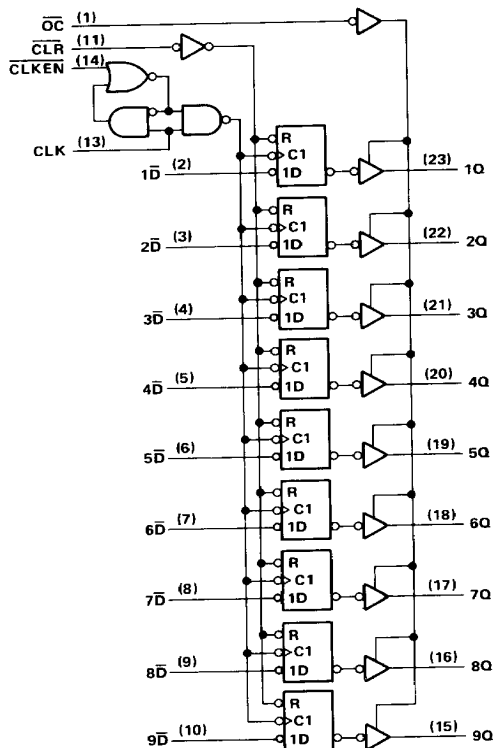 O̅C̅ (1)
C̅L̅R̅ (11)
C̅L̅K̅E̅N̅ (14)
CLK (13)
R
C1
1D̅ (2) 1D (23) 1Q
R
C1
2D̅ (3) 1D (22) 2Q
R
C1
3D̅ (4) 1D (21) 3Q
R
C1
4D̅ (5) 1D (20) 4Q
R
C1
5D̅ (6) 1D (19) 5Q
R
C1
6D̅ (7) 1D (18) 6Q
R
C1
7D̅ (8) 1D (17) 7Q
R
C1
8D̅ (9) 1D (16) 8Q
R
C1
9D̅ (10) 1D (15) 9Q